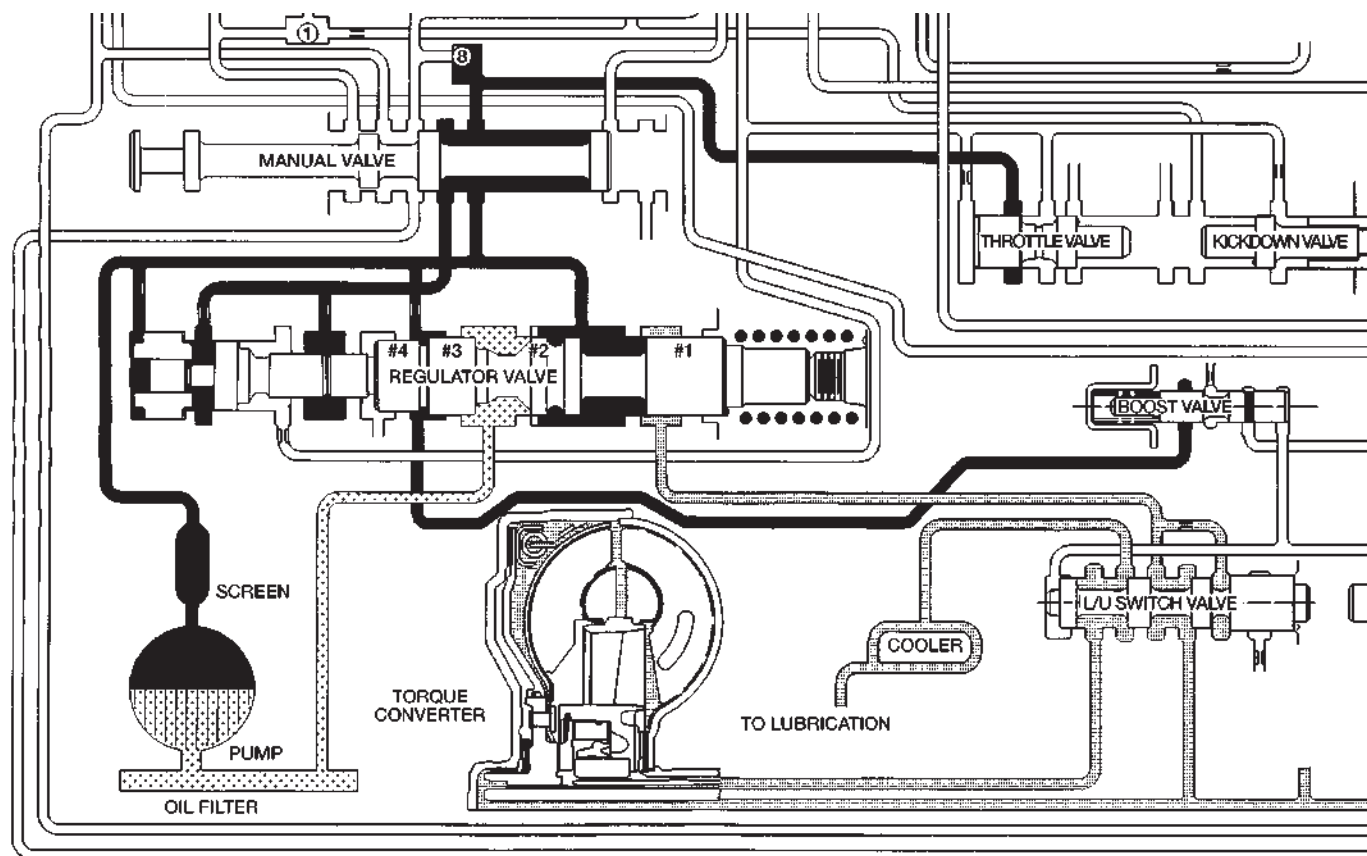 1
8
MANUAL VALVE
THROTTLE VALVE
KICKDOWN VALVE
#4
#3
#2
#1
REGULATOR VALVE
BOOST VALVE
SCREEN
L/U SWITCH VALVE
COOLER
TORQUE
CONVERTER
TO LUBRICATION
PUMP
OIL FILTER